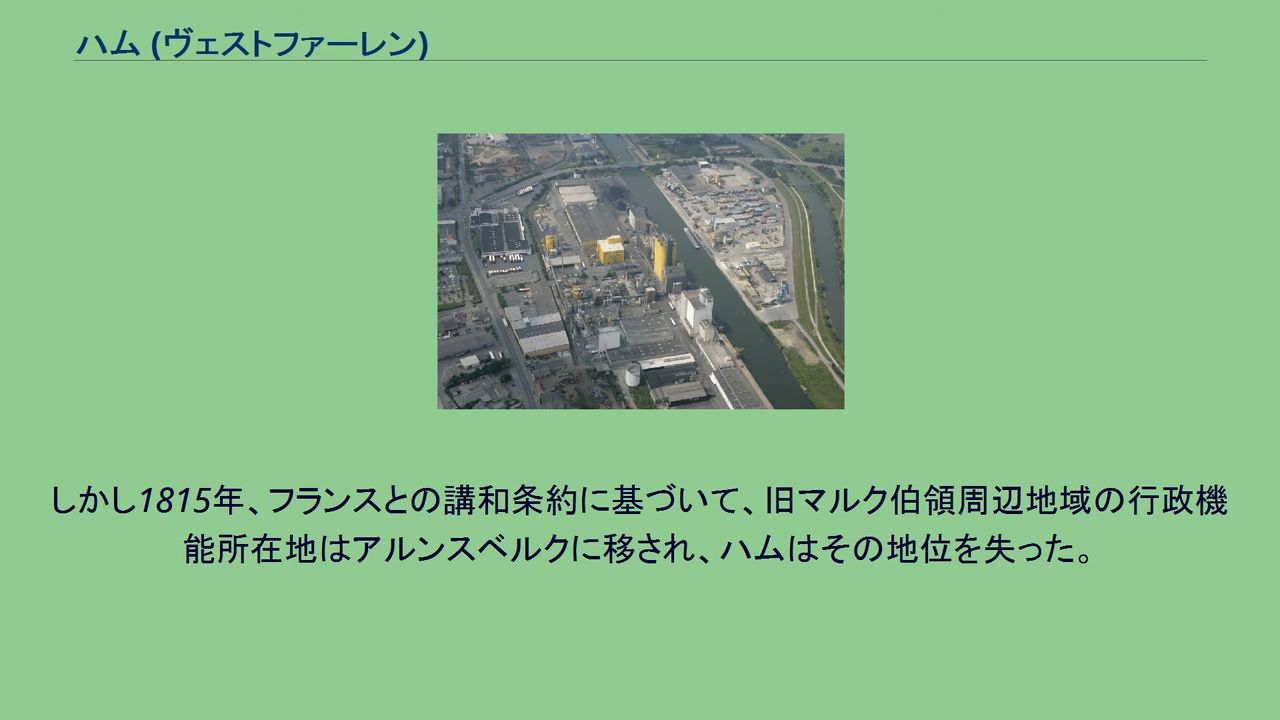 ハム (ヴェストファーレン)
しかし1815年、フランスとの講和条約に基づいて、旧マルク伯領周辺地域の行政機
能所在地はアルンスベルクに移され、ハムはその地位を失った。